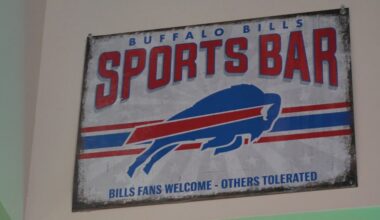 BUFFALO BILLS
SPORTS BAR
BILLS FANS WELCOME - OTHERS TOLERATED